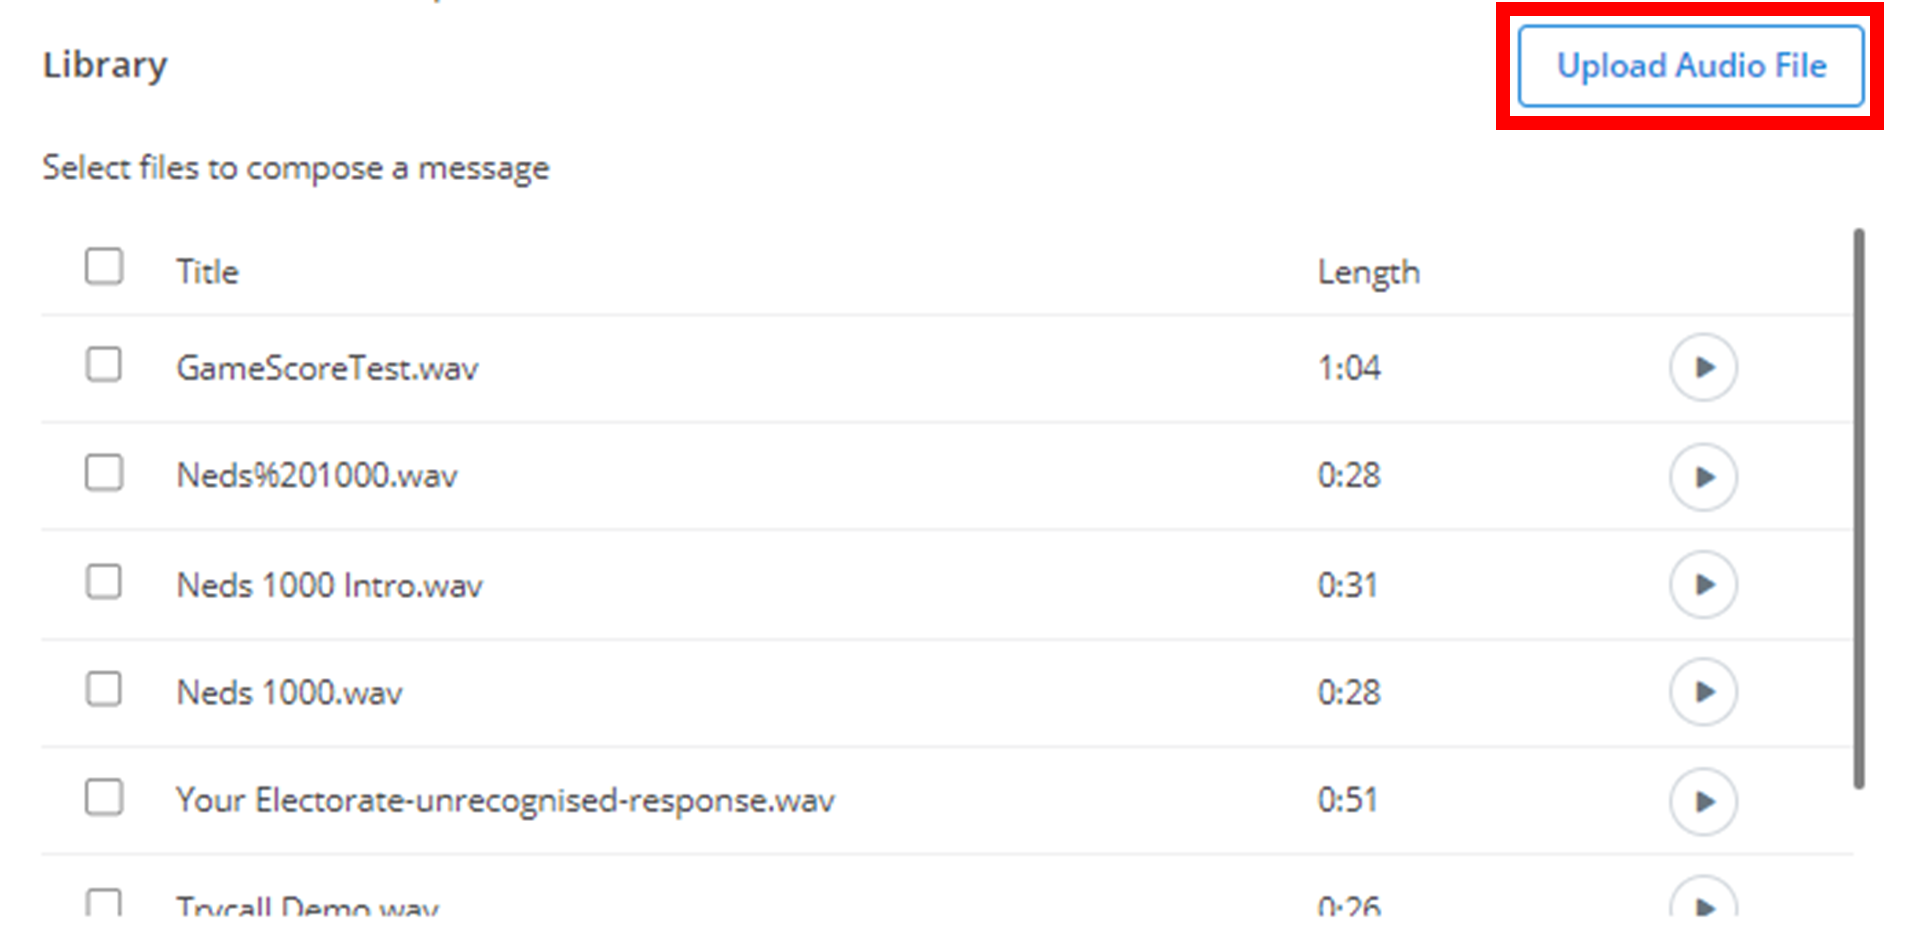 Library
Upload Audio File
Select files to compose a message
Title Length
GameScoreTest.wav 1:04
Neds%201000.wav 0:28
Neds 1000 Intro.wav 0:31
Neds 1000.wav 0:28
Your Electorate-unrecognised-response.wav 0:51
Trycall Demo.wav 0:26